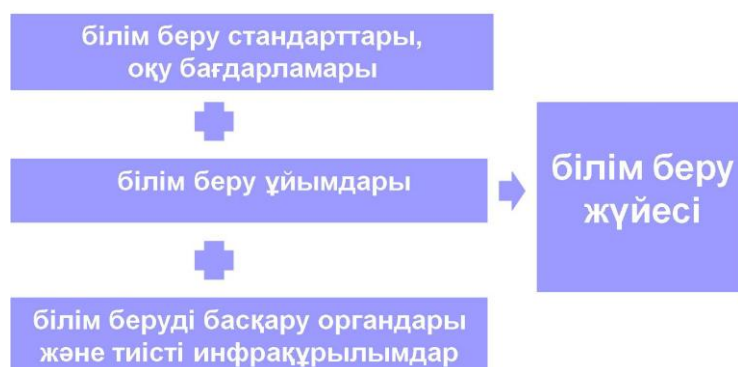 білім беру стандарттары,
оқу бағдарламары
білім беру ұйымдары
білім беруді басқару органдары
және тиісті инфрақұрылымдар
білім беру
жүйесі